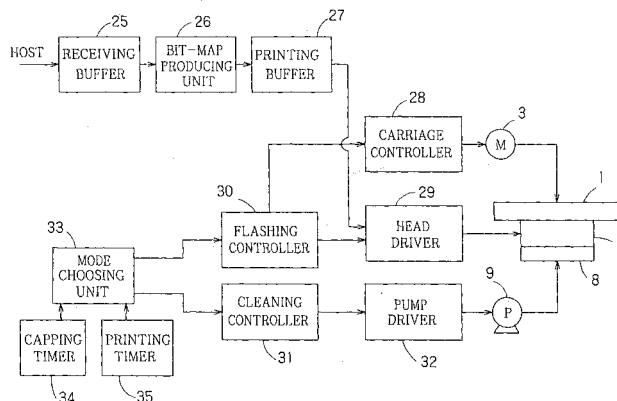 25
26
27
HOST
RECEIVING
BUFFER
BIT-MAP
PRODUCING
UNIT
PRINTING
BUFFER
28
3
CARRIAGE
CONTROLLER
M
1
30
29
33
FLASHING
CONTROLLER
HEAD
DRIVER
MODE
CHOOSING
UNIT
8
9
CLEANING
CONTROLLER
PUMP
DRIVER
P
CAPPING
TIMER
PRINTING
TIMER
31
32
34
35